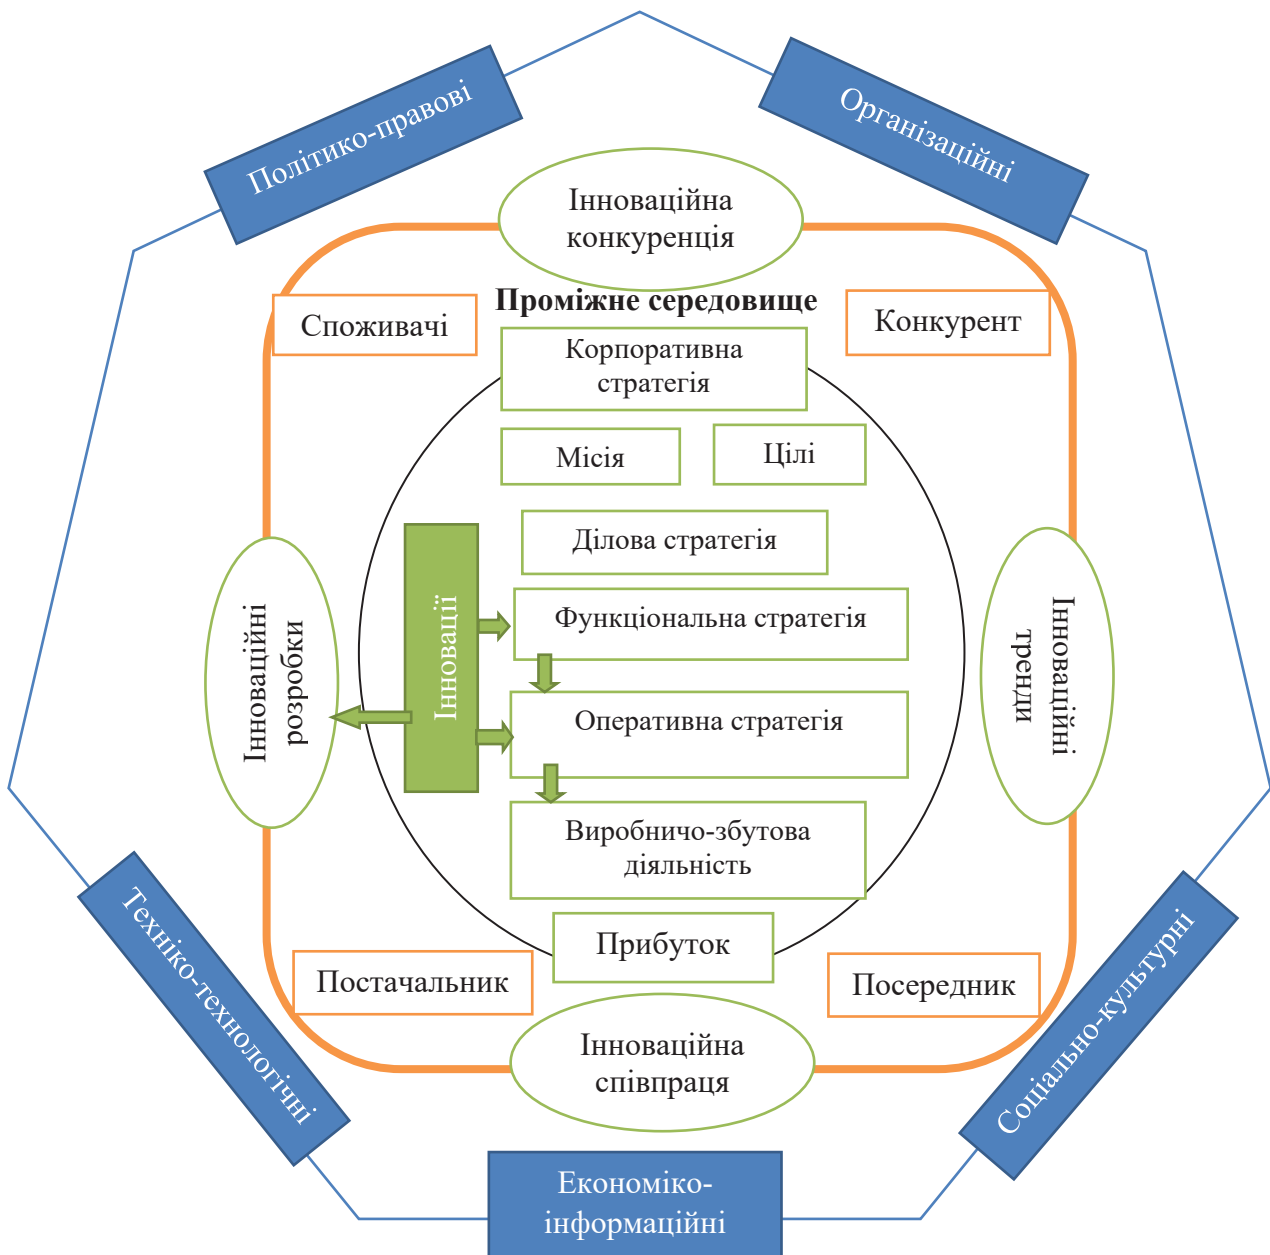 Політико-правові
Організаційні
Інноваційна
конкуренція
Проміжне середовище
Споживачі
Конкурент
Корпоративна
стратегія
Місія
Цілі
Ділова стратегія
Інновації
Функціональна стратегія
Інноваційні
розробки
Інноваційні
тренди
Оперативна стратегія
Виробничо-збутова
діяльність
Прибуток
Постачальник
Посередник
Техніко-технологічні
Соціально-культурні
Інноваційна
співпраця
Економіко-
інформаційні